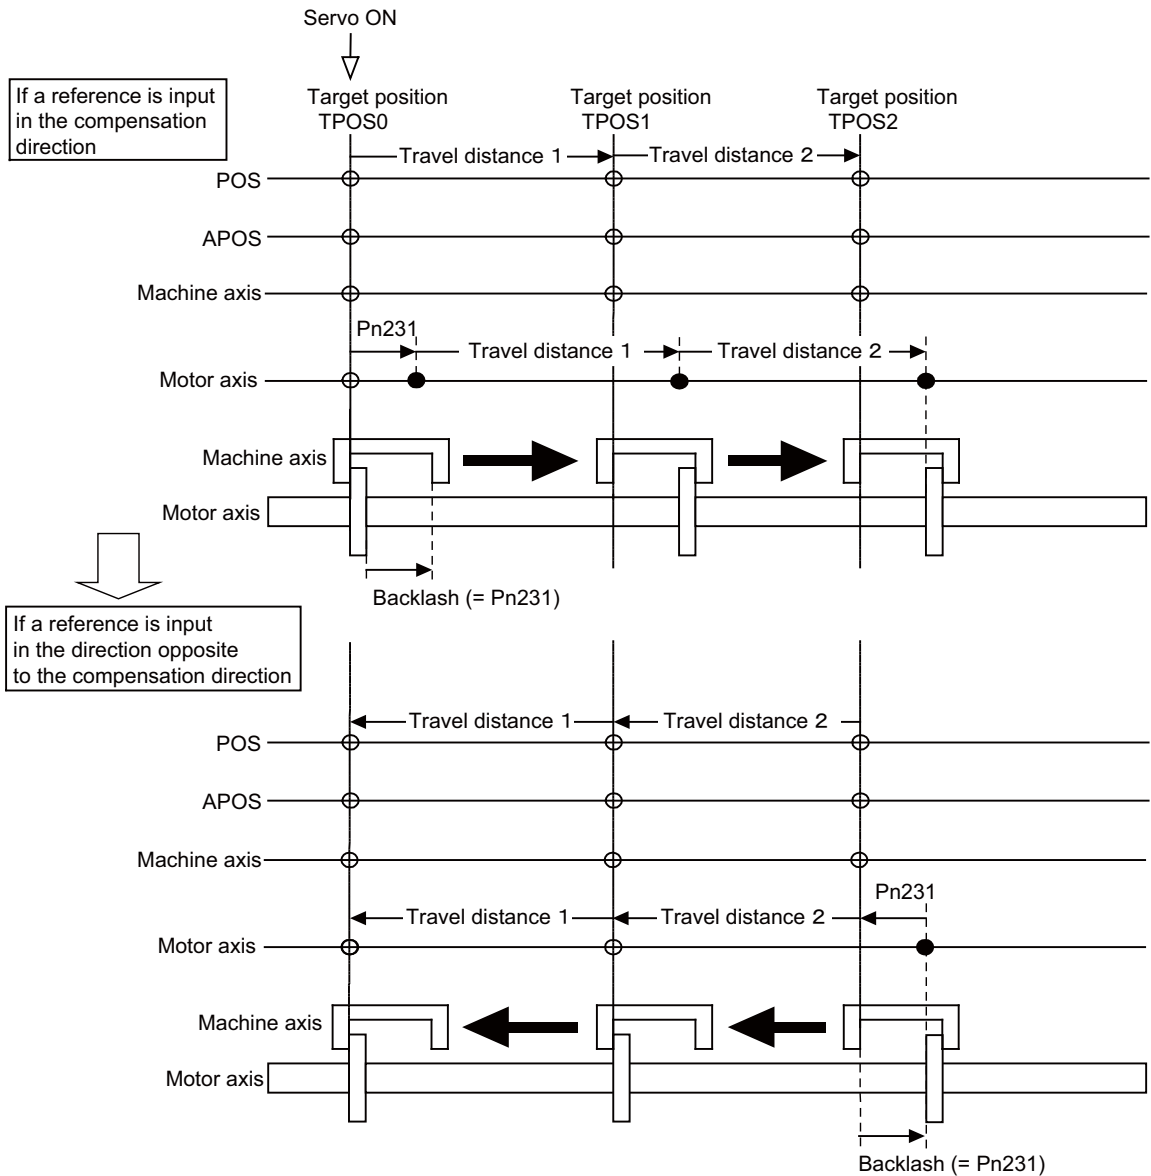 Servo ON
If a reference is input
in the compensation
direction
Target position
TPOS0
Target position
TPOS1
Target position
TPOS2
Travel distance 1
Travel distance 2
POS
APOS
Machine axis
Pn231
Travel distance 1
Travel distance 2
Motor axis
Machine axis
Motor axis
Backlash (= Pn231)
If a reference is input
in the direction opposite
to the compensation direction
Travel distance 1
Travel distance 2
POS
APOS
Machine axis
Pn231
Travel distance 1
Travel distance 2
Motor axis
Machine axis
Motor axis
Backlash (= Pn231)